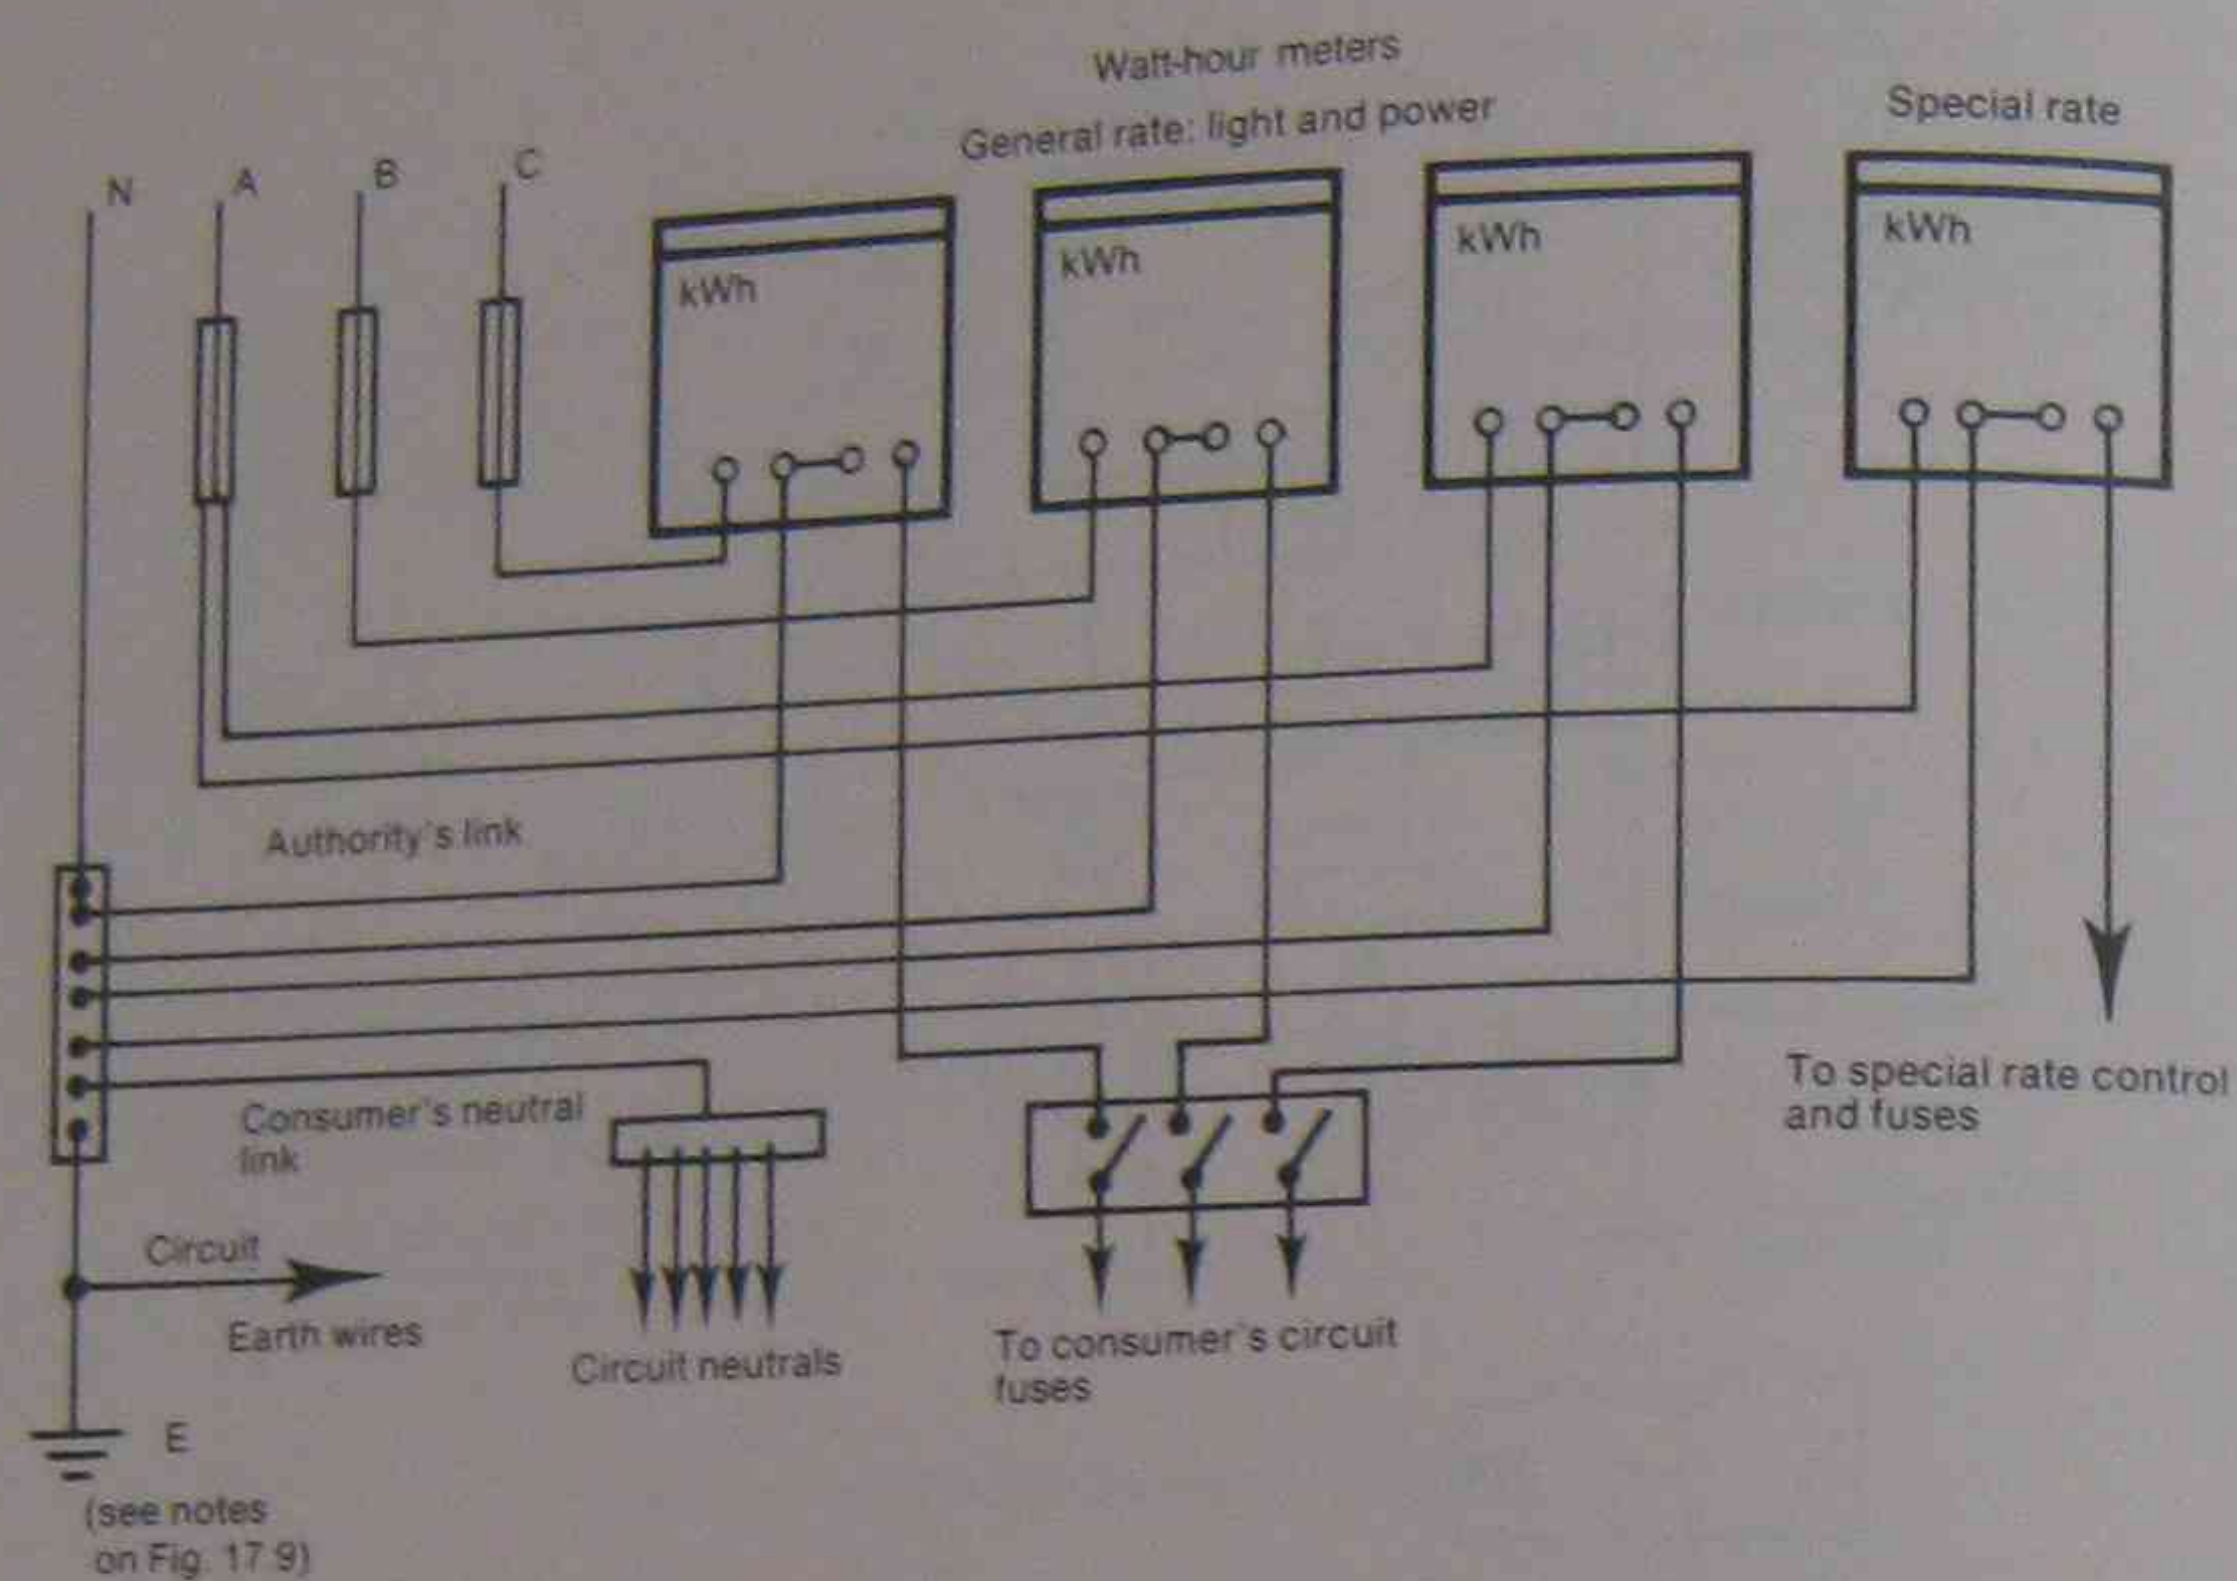 Watt-hour meters
General rate: light and power
Special rate
N
A
B
C
kWh
kWh
kWh
kWh
Authority's link
Consumer's neutral
link
To special rate control
and fuses
Circuit
Earth wires
Circuit neutrals
To consumer's circuit
fuses
E
(see notes
on Fig. 17 9)